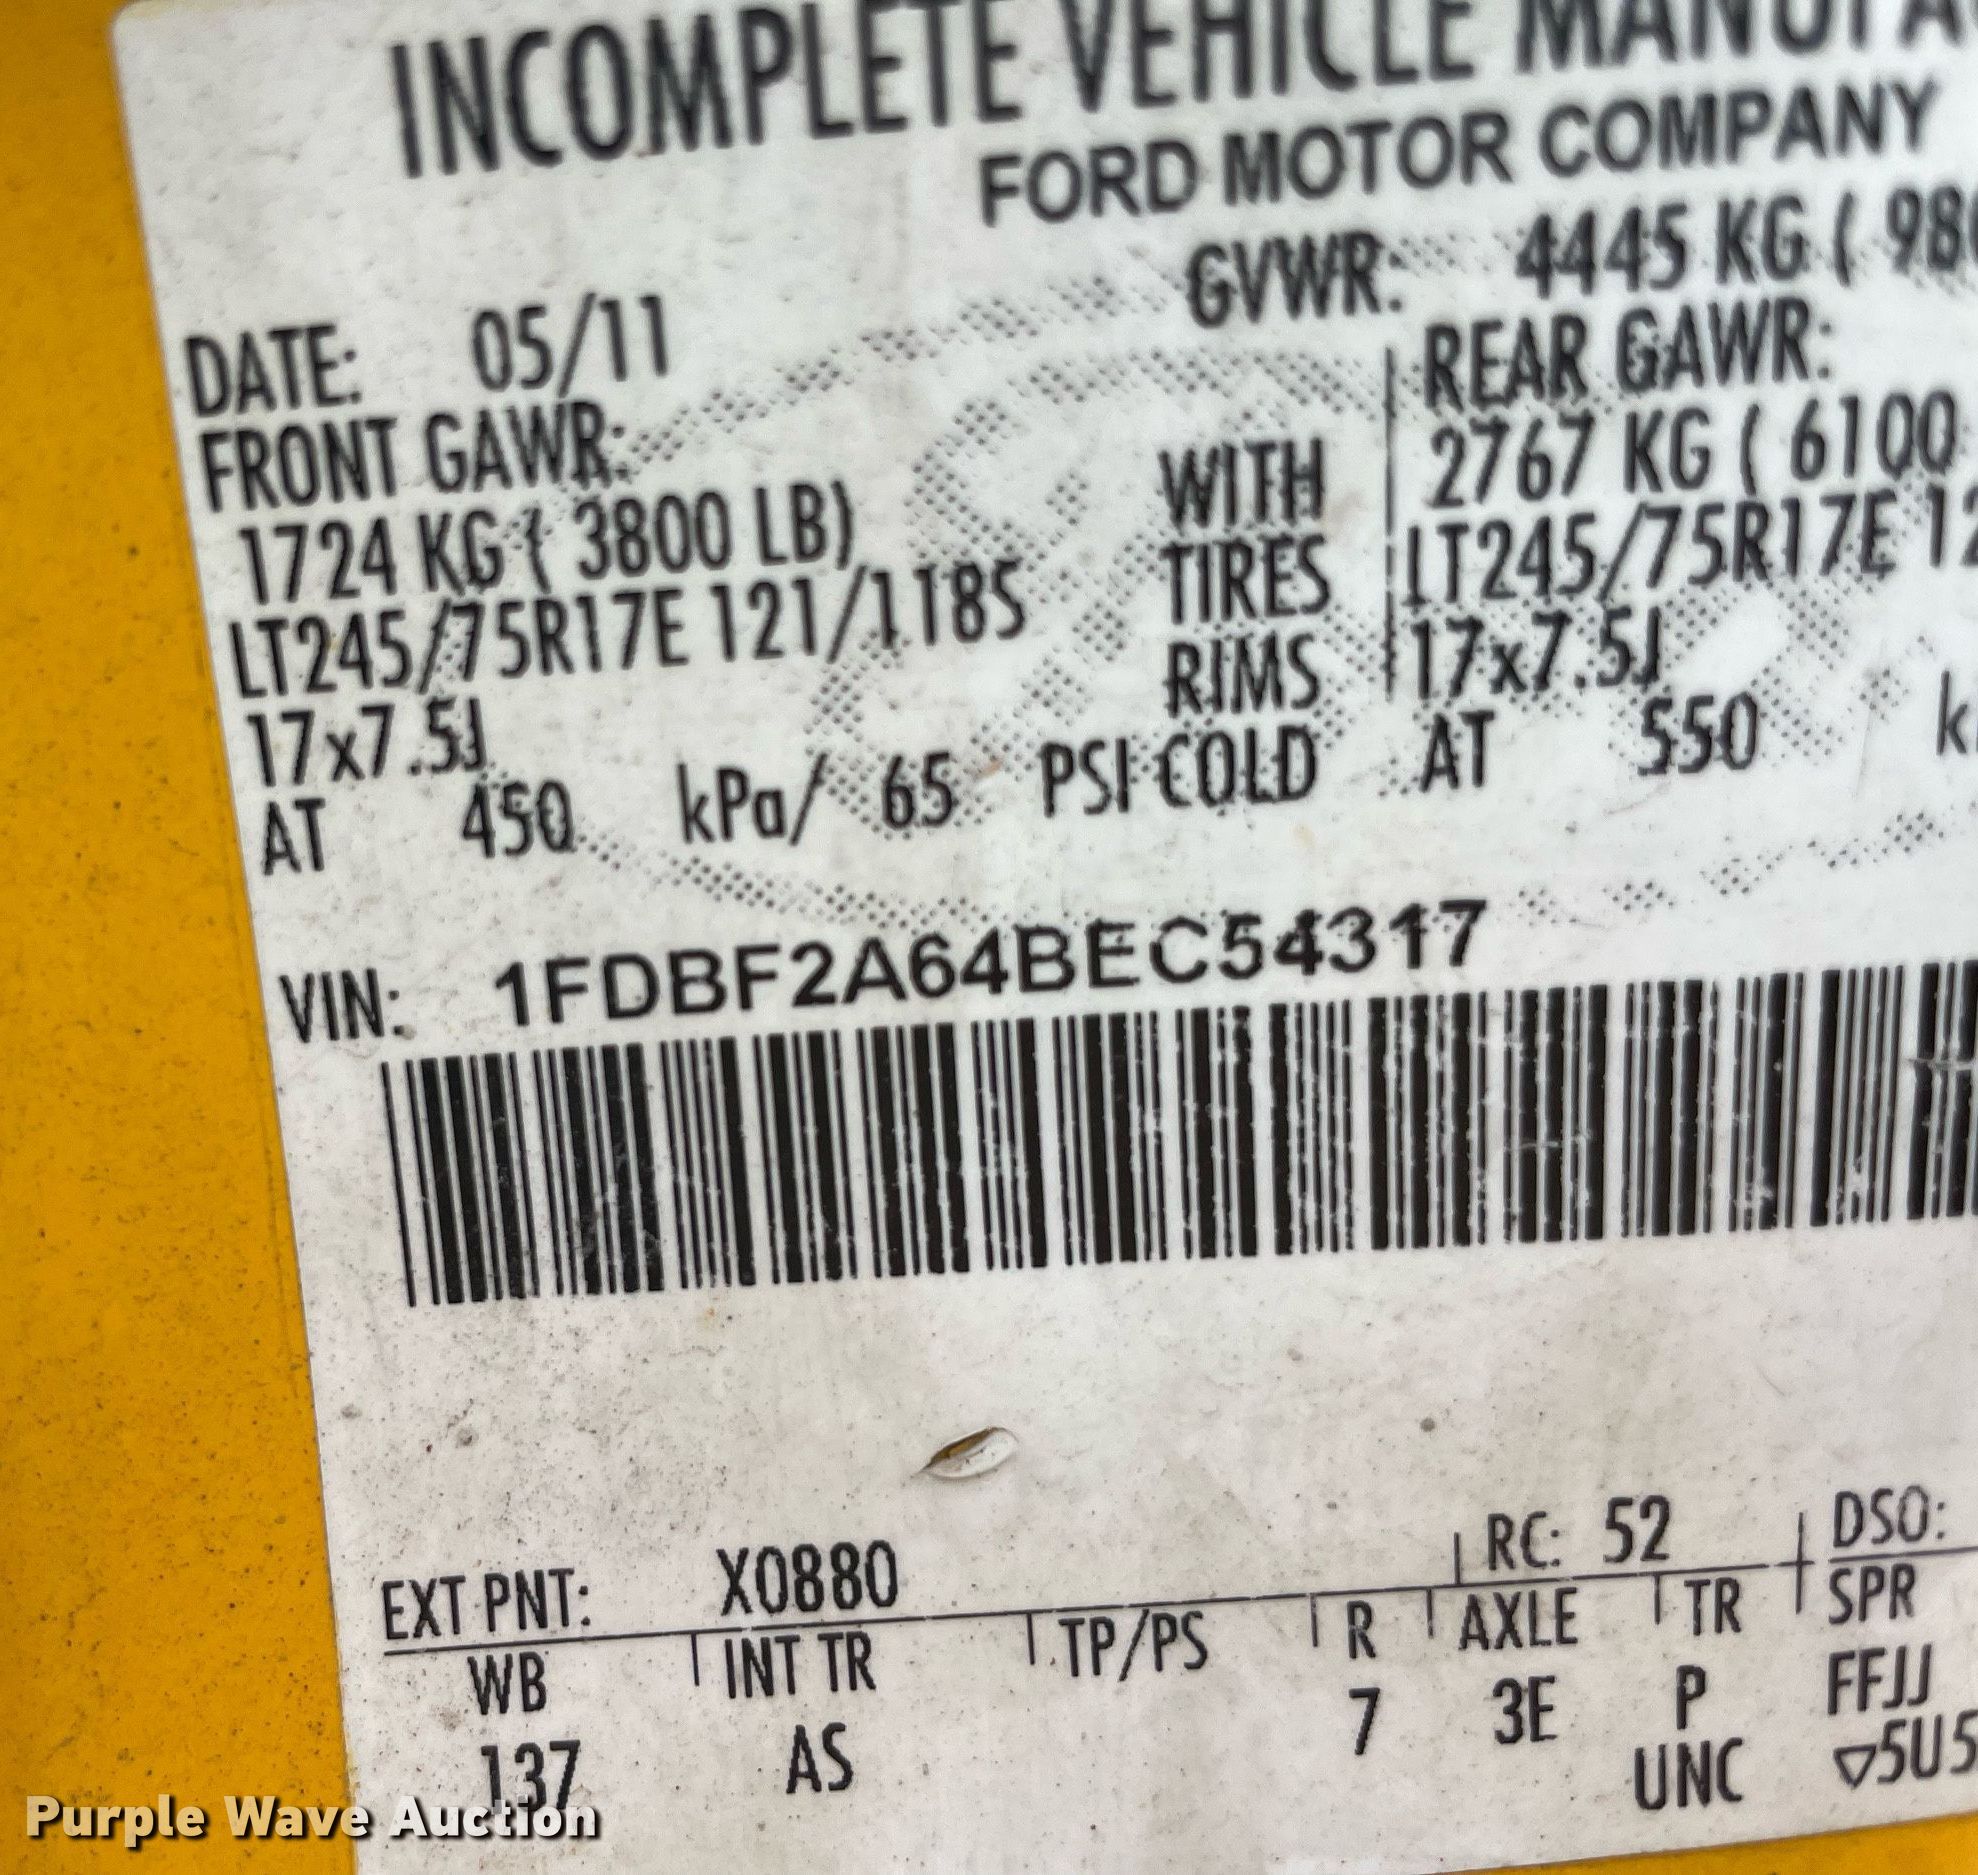 INCOMPLETE VEHICLE MANUFA
FORD MOTOR COMPANY
GVWR: 4445 KG ( 980
DATE: 05/11
FRONT GAWR:
1724 KG ( 3800 LB)
LT245/75R17E 121/118S
17x7.5J
AT 450 kPa/ 65 PSI COLD
WITH
TIRES
RIMS
REAR GAWR:
2767 KG ( 6100
LT245/75R17E 12
17x7.5J
AT 550 k
VIN: 1FDBF2A64BEC54317
EXT PNT: X0880 RC: 52 DSO:
WB INT TR TP/PS R AXLE TR SPR
137 AS 7 3E P FFJJ
UNC ▽5U5
Purple Wave Auction